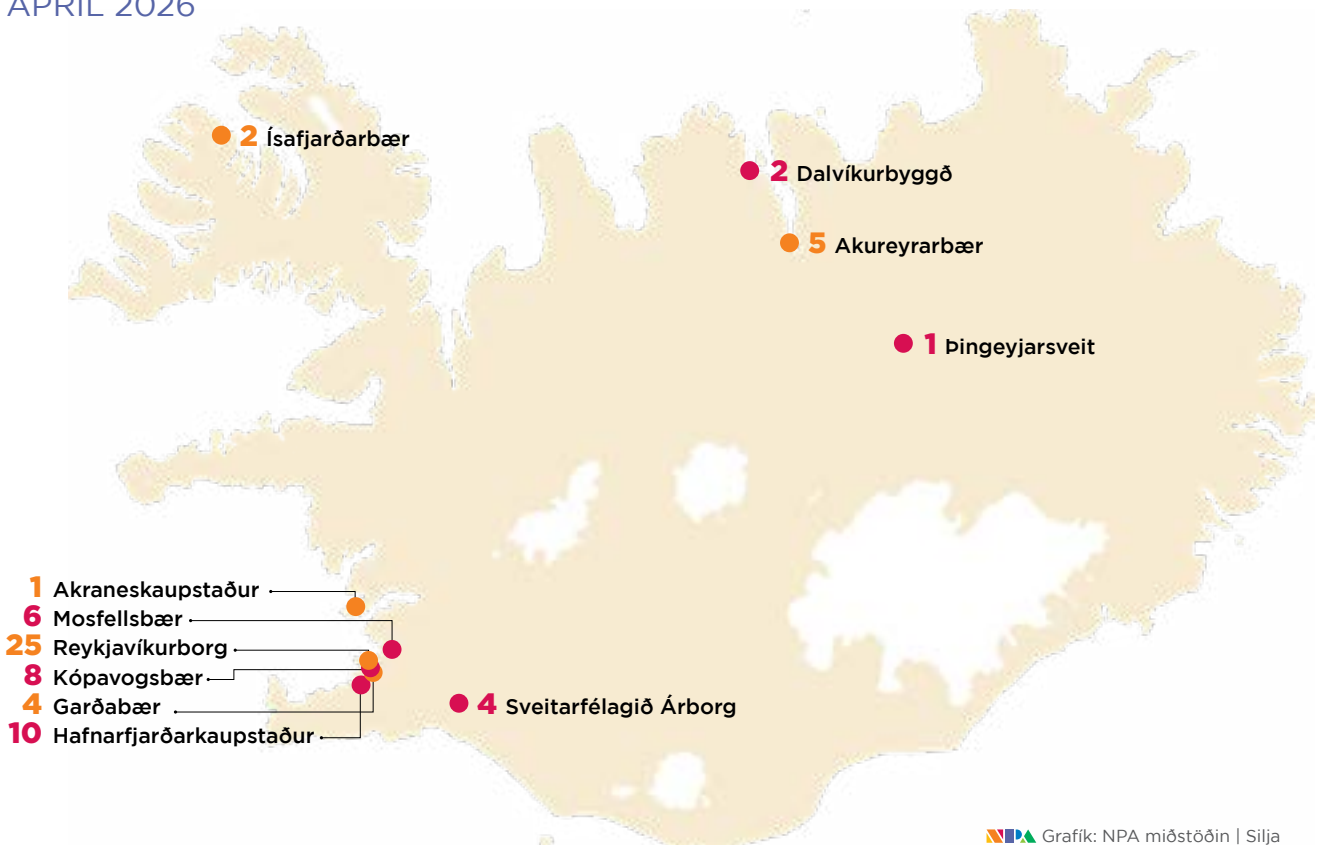 APRÍL 2026
2 Ísafjarðarbær
2 Dalvíkurbyggð
5 Akureyrarbær
1 Þingeyjarsveit
1 Akraneskaupstaður
6 Mosfellsbær
25 Reykjavíkurborg
8 Kópavogsbær
4 Garðabær
10 Hafnarfjarðarkaupstaður
4 Sveitarfélagið Árborg
NPA Grafík: NPA miðstöðin | Silja